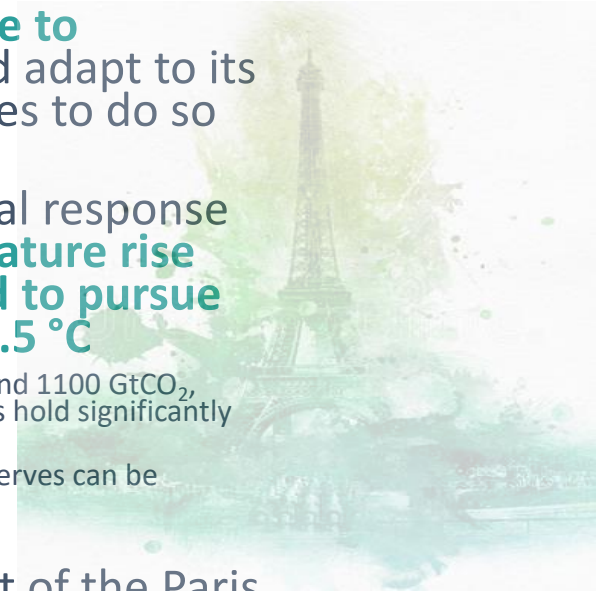 e to
d adapt to its
es to do so
al response
ature rise
d to pursue
.5 °C
nd 1100 GtCO₂,
s hold significantly
erves can be
t of the Paris